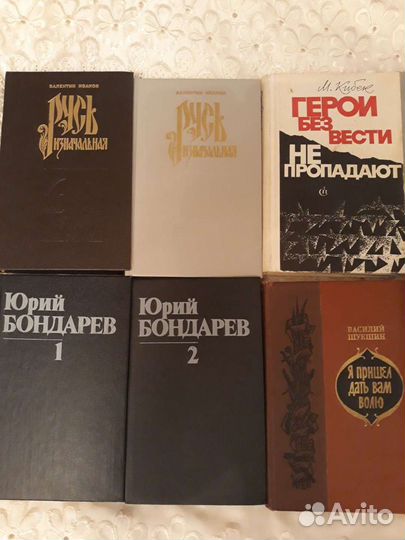 ВАЛЕНТИН ИВАНОВ
РУСЬ
ИЗНАЧАЛЬНАЯ
ВАЛЕНТИН ИВАНОВ
РУСЬ
ИЗНАЧАЛЬНАЯ
М. Кубеев
ГЕРОИ
БЕЗ
ВЕСТИ
НЕ
ПРОПАДАЮТ
Юрий
БОНДАРЕВ
1
Юрий
БОНДАРЕВ
2
ВАСИЛИЙ
ШУКШИН
Я ПРИШЕЛ
ДАТЬ ВАМ
ВОЛЮ
Avito